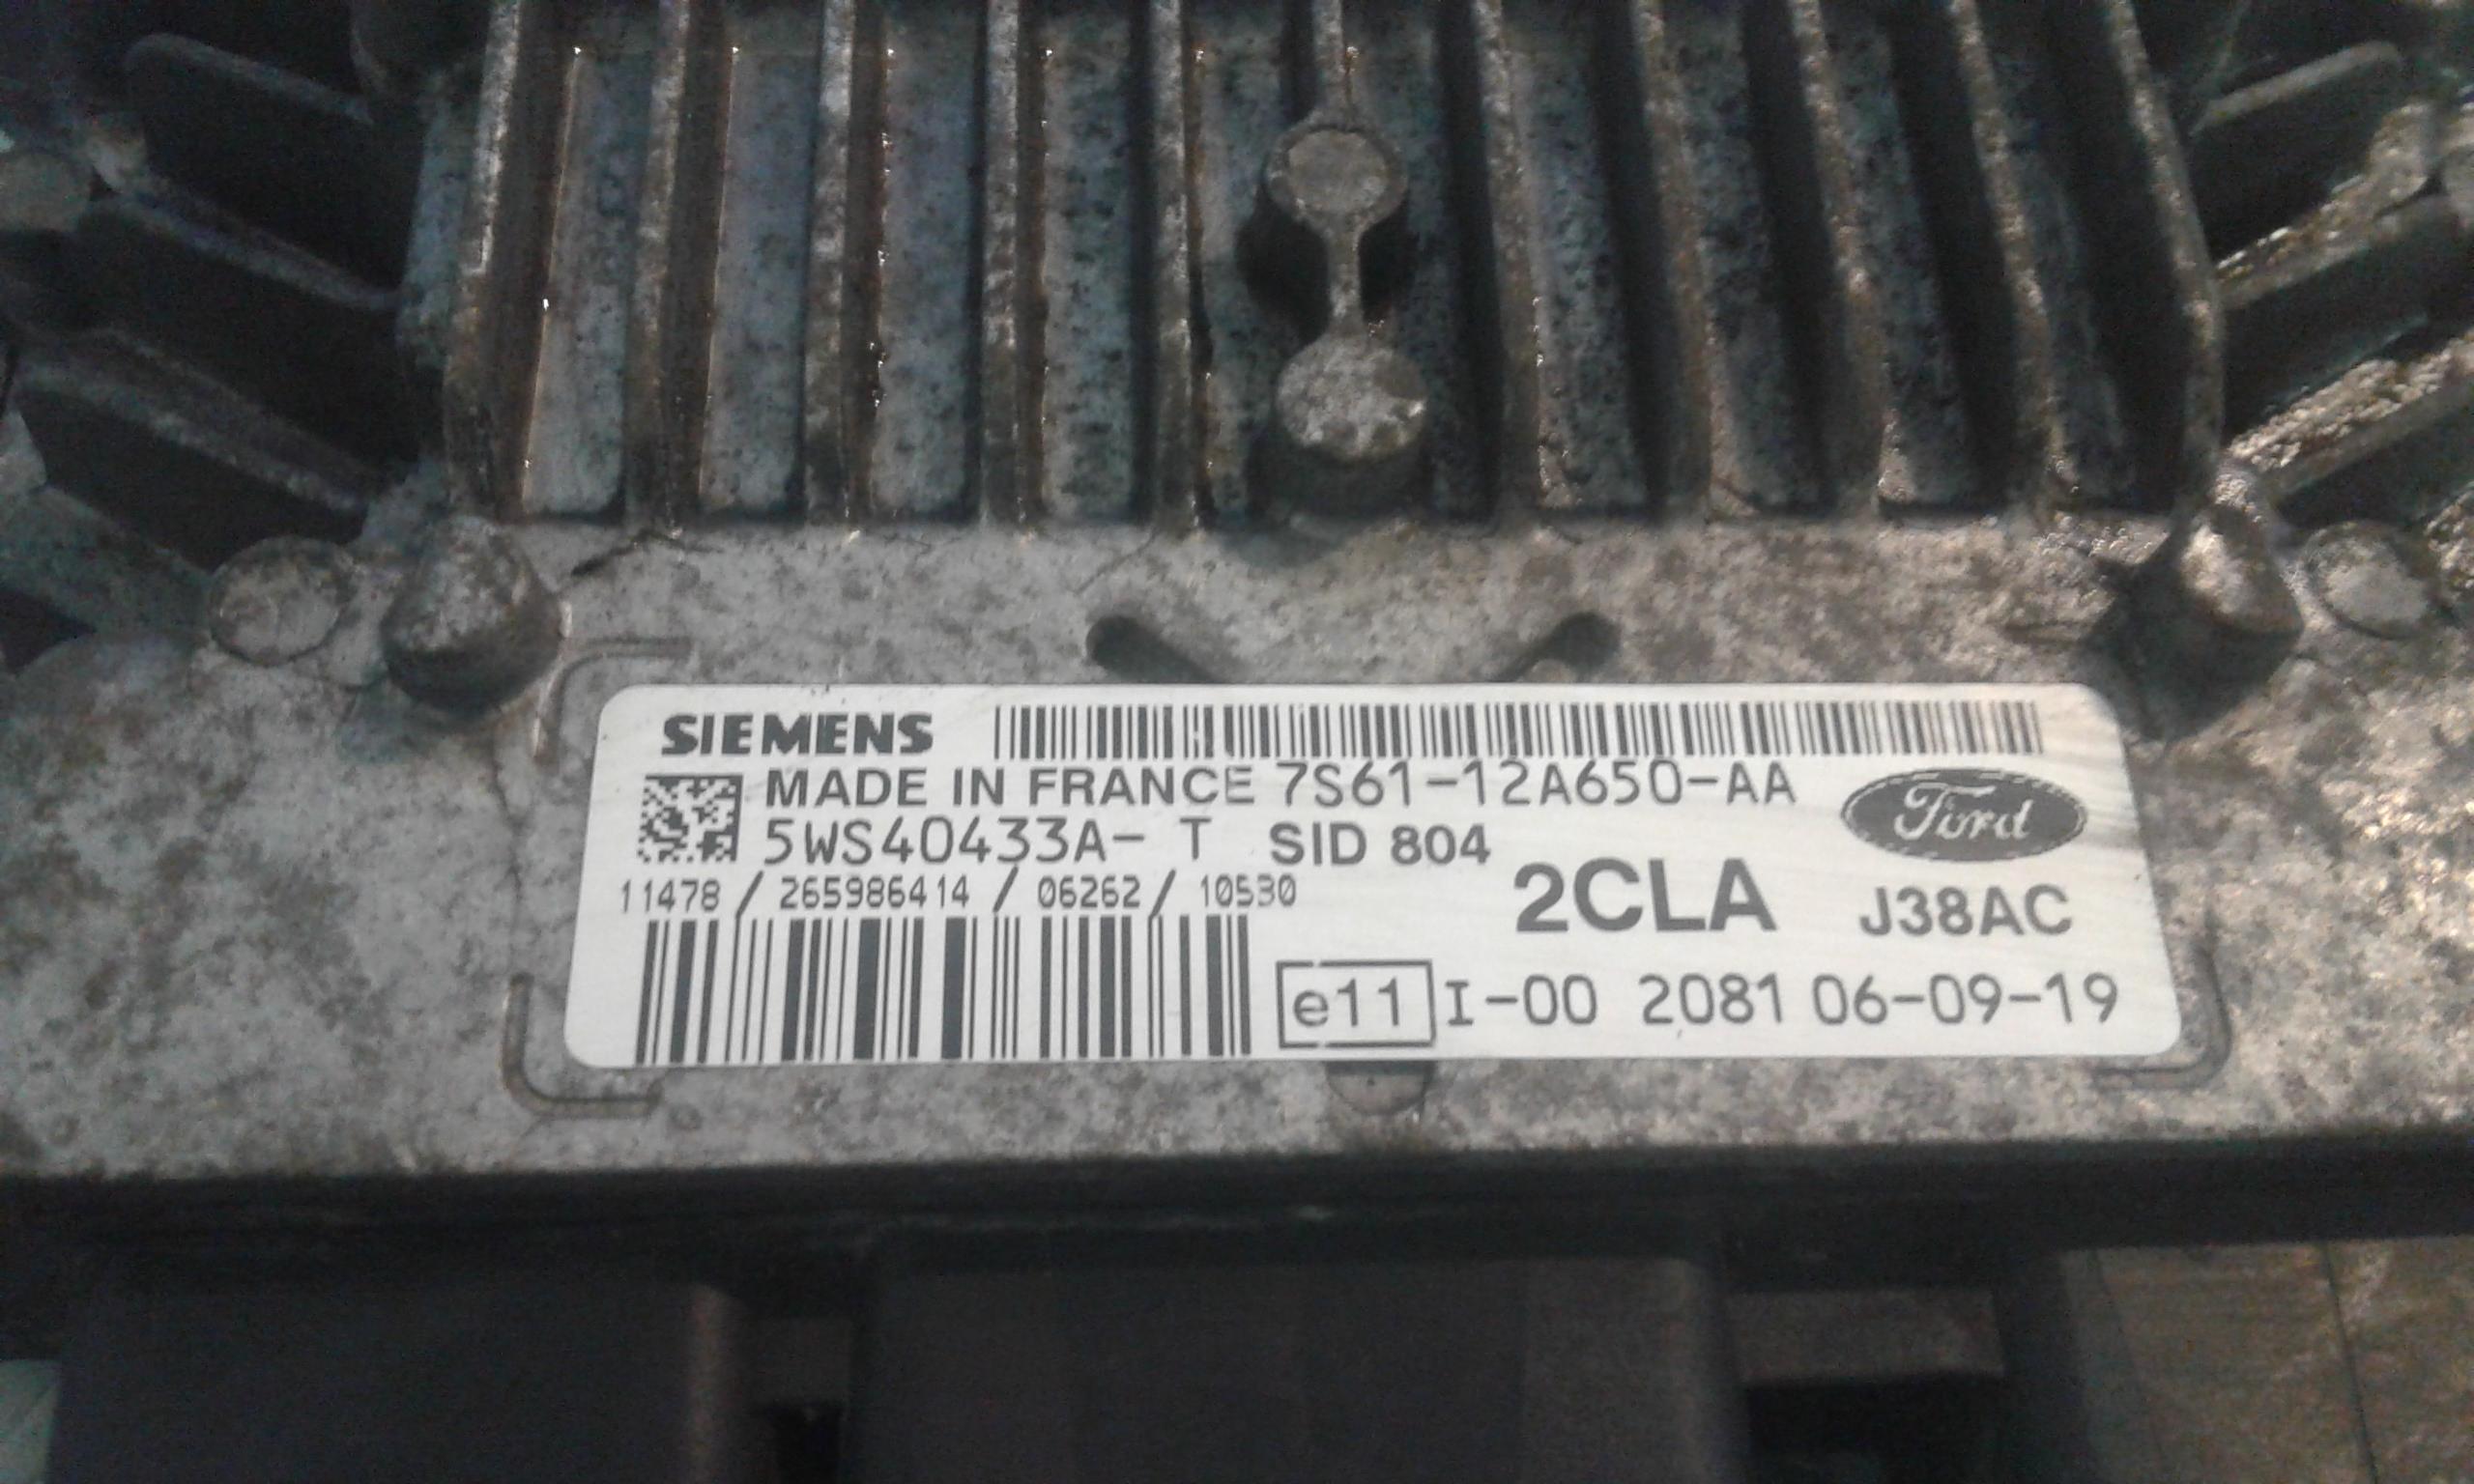 SIEMENS
MADE IN FRANCE 7S61-12A650-AA
Ford
5WS40433A- T SID 804
11478 / 265986414 / 06262 / 10530
2CLA J38AC
e11 I-00 2081 06-09-19